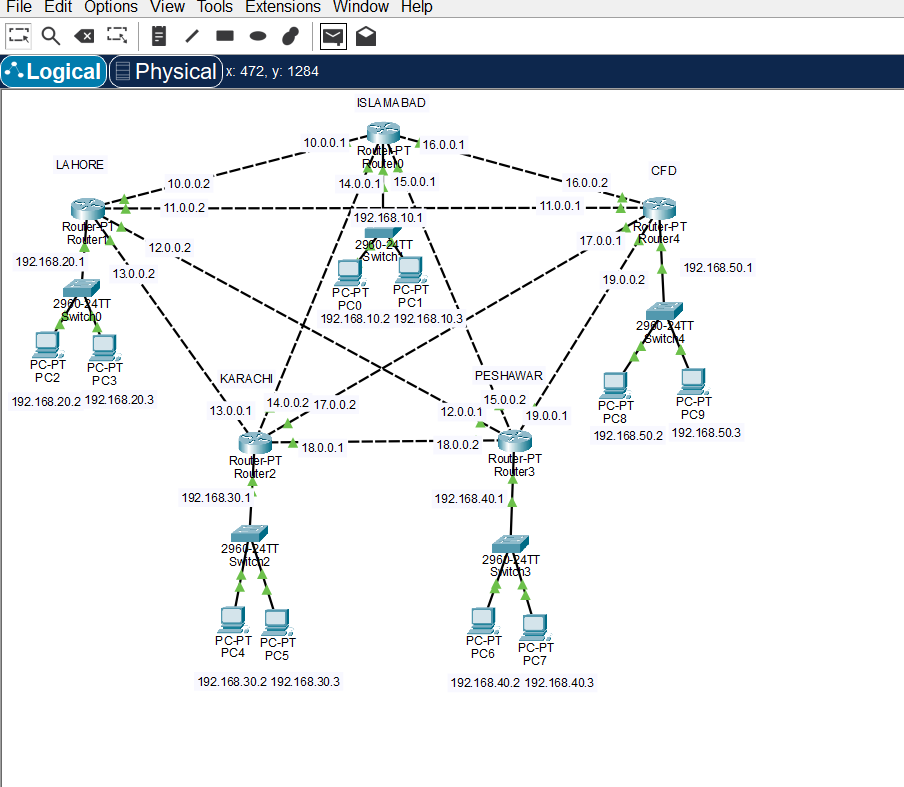 File Edit Options View Tools Extensions Window Help
Logical Physical x: 472, y: 1284
ISLAMABAD
10.0.0.1
16.0.0.1
Router-PT
Router0
LAHORE
CFD
14.0.0.1
15.0.0.1
10.0.0.2
16.0.0.2
11.0.0.2
11.0.0.1
192.168.10.1
Router-PT
Router1
Router-PT
Router4
12.0.0.2
17.0.0.1
2960-24TT
Switch
192.168.20.1
13.0.0.2
192.168.50.1
19.0.0.2
PC-PT
PC0
PC-PT
PC1
2960-24TT
Switch0
192.168.10.2 192.168.10.3
2960-24TT
Switch4
PC-PT
PC2
PC-PT
PC3
KARACHI
PESHAWAR
192.168.20.2 192.168.20.3
14.0.0.2 17.0.0.2
15.0.0.2
13.0.0.1
12.0.0.1
19.0.0.1
PC-PT
PC8
PC-PT
PC9
192.168.50.2 192.168.50.3
18.0.0.1
18.0.0.2
Router-PT
Router2
Router-PT
Router3
192.168.30.1
192.168.40.1
2960-24TT
Switch2
2960-24TT
Switch3
PC-PT
PC4
PC-PT
PC5
PC-PT
PC6
PC-PT
PC7
192.168.30.2 192.168.30.3
192.168.40.2 192.168.40.3